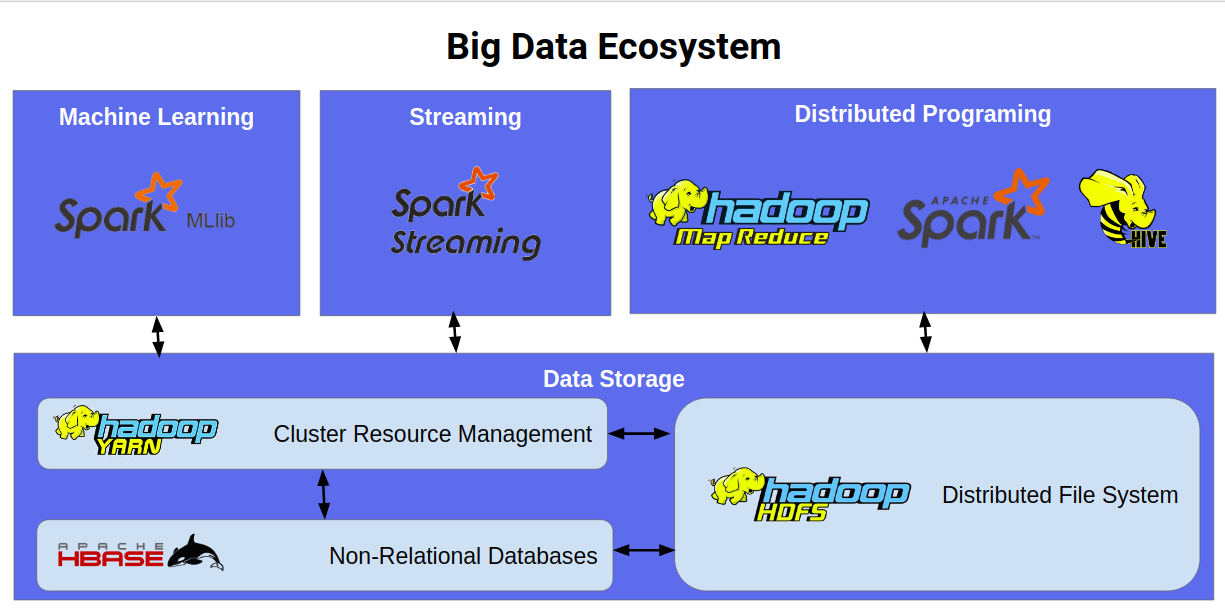 Big Data Ecosystem
Machine Learning
Spark MLlib
Streaming
Spark
Streaming
Distributed Programing
hadoop
Map Reduce
APACHE
Spark
TM
HIVE
Data Storage
hadoop
YARN
Cluster Resource Management
hadoop
HDFS
Distributed File System
APACHE
HBASE
Non-Relational Databases